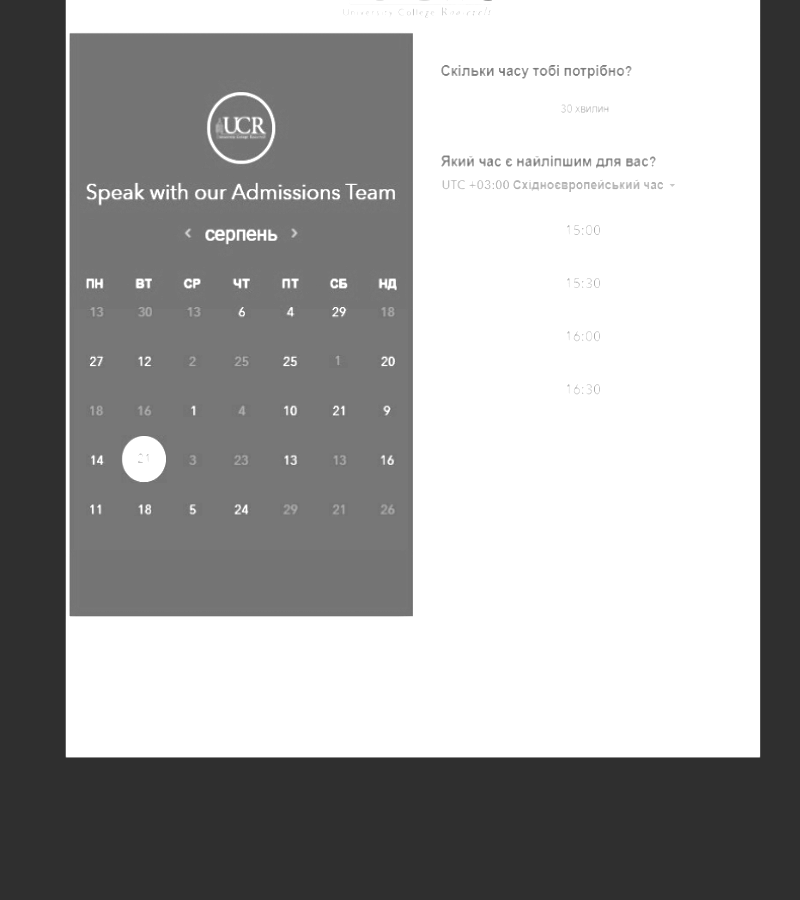 University College Roosevelt
UCR
Speak with our Admissions Team
‹ серпень ›
ПН ВТ СР ЧТ ПТ СБ НД
13 30 13 6 4 29 18
27 12 2 25 25 1 20
18 16 1 4 10 21 9
14 21 3 23 13 13 16
11 18 5 24 29 21 26
Скільки часу тобі потрібно?
30 хвилин
Який час є найліпшим для вас?
UTC +03:00 Східноєвропейський час
15:00
15:30
16:00
16:30